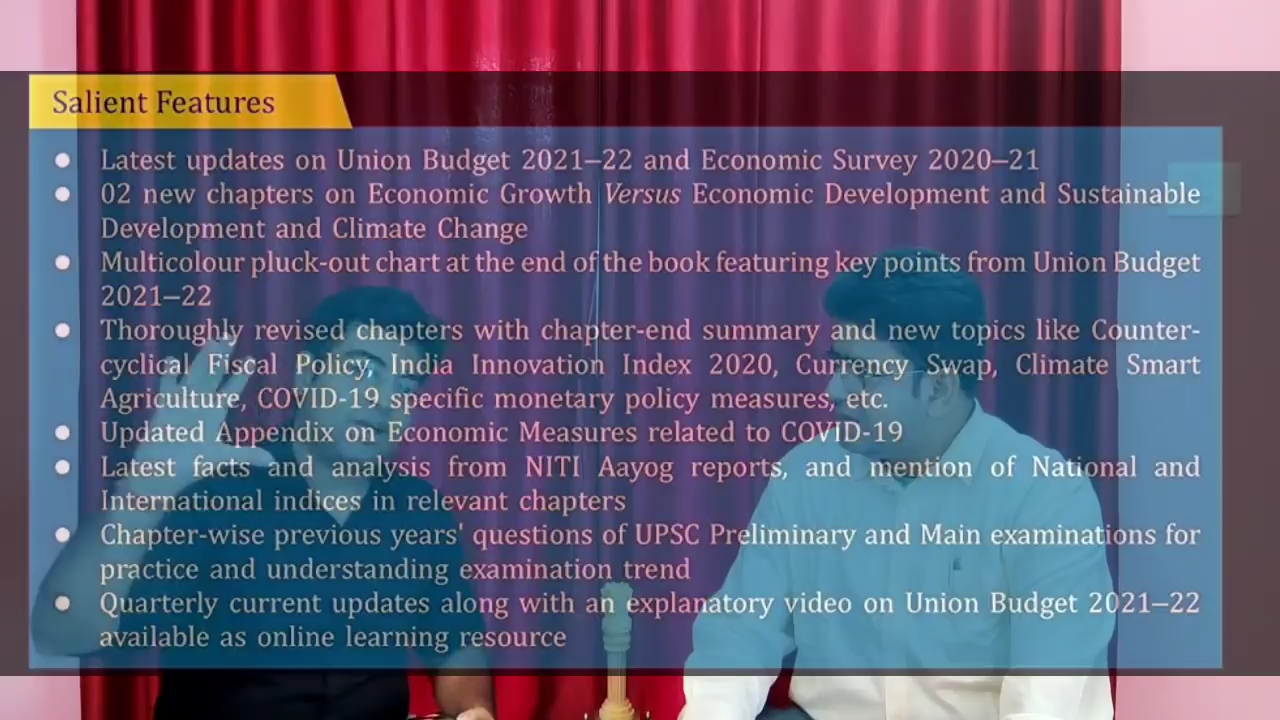 Salient Features
● Latest updates on Union Budget 2021–22 and Economic Survey 2020–21
● 02 new chapters on Economic Growth Versus Economic Development and Sustainable
Development and Climate Change
● Multicolour pluck-out chart at the end of the book featuring key points from Union Budget
2021–22
● Thoroughly revised chapters with chapter-end summary and new topics like Counter-
cyclical Fiscal Policy, India Innovation Index 2020, Currency Swap, Climate Smart
Agriculture, COVID-19 specific monetary policy measures, etc.
● Updated Appendix on Economic Measures related to COVID-19
● Latest facts and analysis from NITI Aayog reports, and mention of National and
International indices in relevant chapters
● Chapter-wise previous years' questions of UPSC Preliminary and Main examinations for
practice and understanding examination trend
● Quarterly current updates along with an explanatory video on Union Budget 2021–22
available as online learning resource